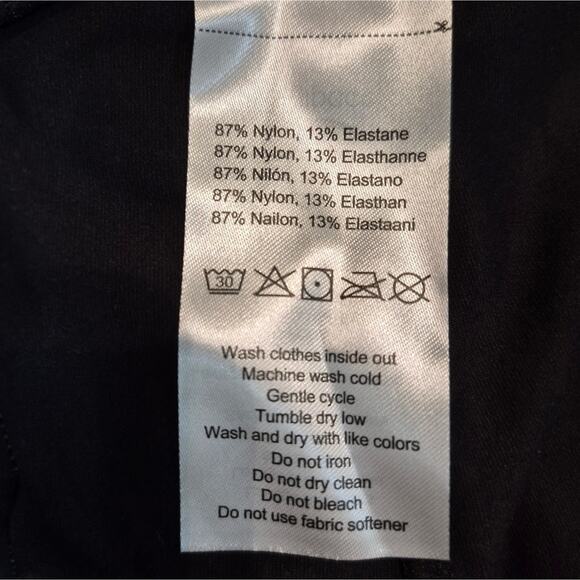 87% Nylon, 13% Elastane
87% Nylon, 13% Elasthanne
87% Nilón, 13% Elastano
87% Nylon, 13% Elasthan
87% Nailon, 13% Elastaani
30
Wash clothes inside out
Machine wash cold
Gentle cycle
Tumble dry low
Wash and dry with like colors
Do not iron
Do not dry clean
Do not bleach
Do not use fabric softener